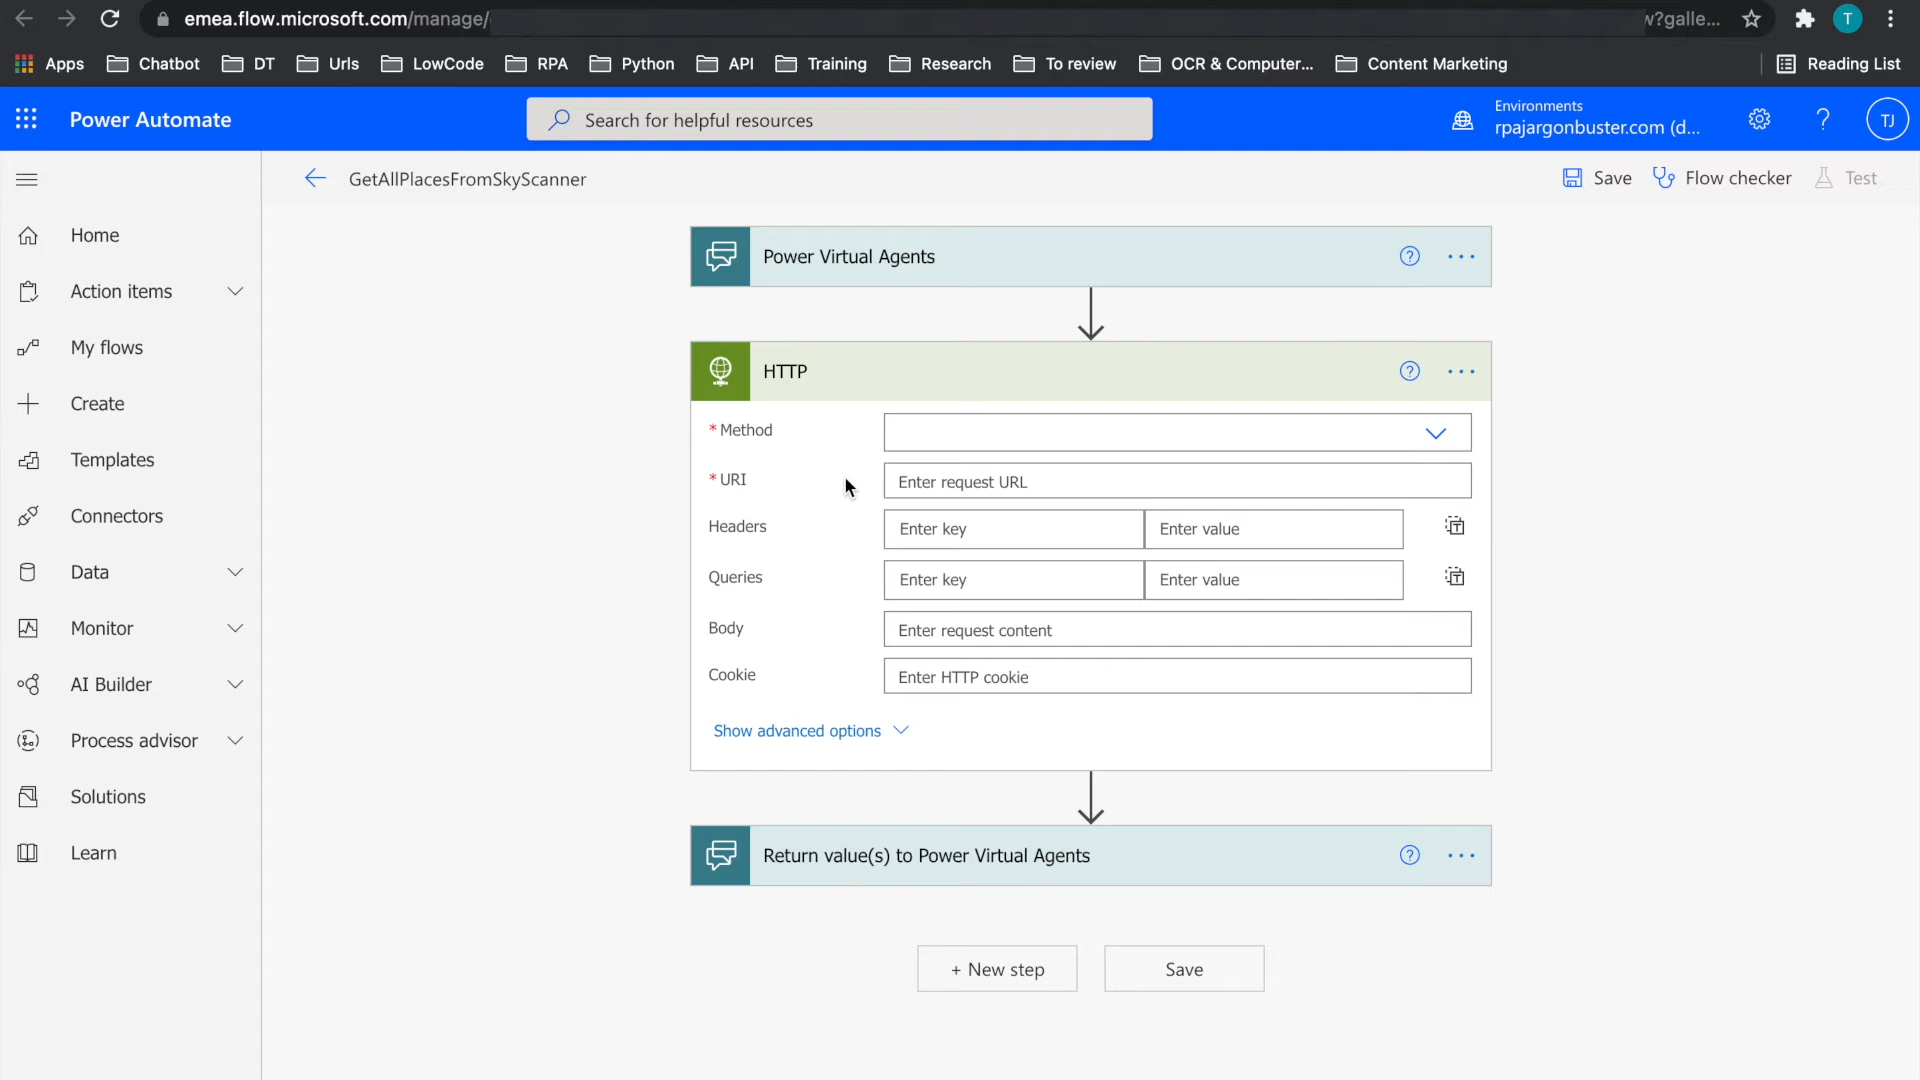 emea.flow.microsoft.com/manage/
w?galle...
T
Apps
Chatbot
DT
Urls
LowCode
RPA
Python
API
Training
Research
To review
OCR & Computer...
Content Marketing
Reading List
Power Automate
Search for helpful resources
Environments
rpajargonbuster.com (d...
?
TJ
GetAllPlacesFromSkyScanner
Save
Flow checker
Test
Home
Action items
My flows
Create
Templates
Connectors
Data
Monitor
AI Builder
Process advisor
Solutions
Learn
Power Virtual Agents
?
...
HTTP
?
...
* Method
* URI
Enter request URL
Headers
Enter key
Enter value
Queries
Enter key
Enter value
Body
Enter request content
Cookie
Enter HTTP cookie
Show advanced options
Return value(s) to Power Virtual Agents
?
...
+ New step
Save